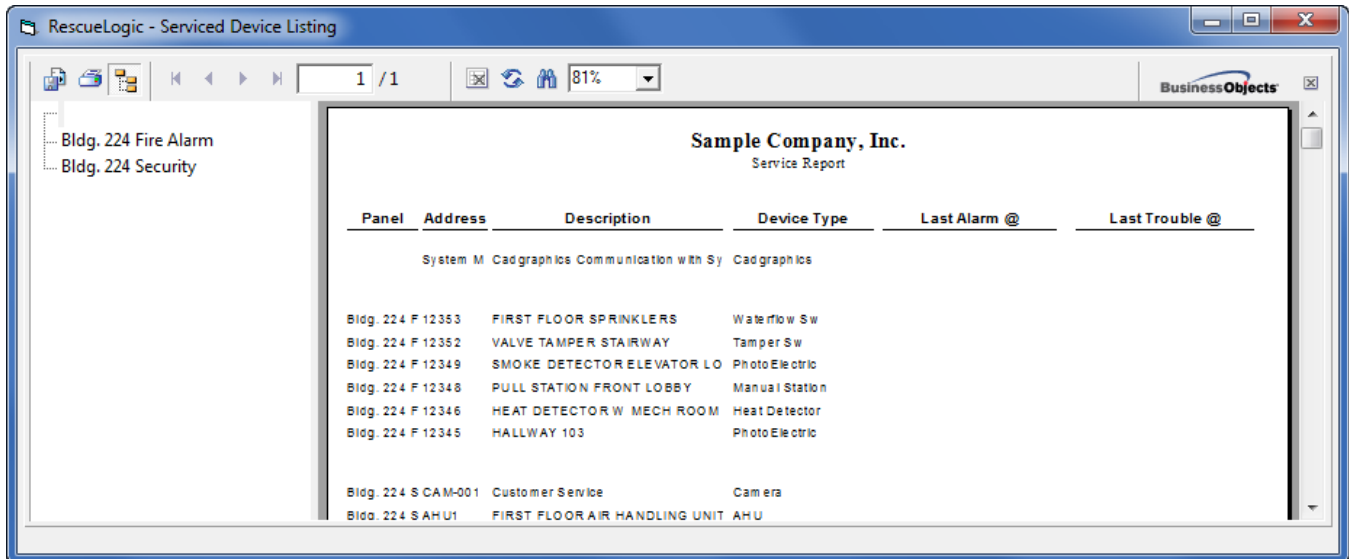 RescueLogic - Serviced Device Listing
1 /1 81% BusinessObjects
Bldg. 224 Fire Alarm
Bldg. 224 Security
Sample Company, Inc.
Service Report
Panel Address Description Device Type Last Alarm @ Last Trouble @
System M Cadgraphics Communication with Sy Cadgraphics
Bldg. 224 F 12353 FIRST FLOOR SPRINKLERS Waterflow Sw
Bldg. 224 F 12352 VALVE TAMPER STAIRWAY Tamper Sw
Bldg. 224 F 12349 SMOKE DETECTOR ELEVATOR LO PhotoElectric
Bldg. 224 F 12348 PULL STATION FRONT LOBBY Manual Station
Bldg. 224 F 12346 HEAT DETECTOR W MECH ROOM Heat Detector
Bldg. 224 F 12345 HALLWAY 103 PhotoElectric
Bldg. 224 S CAM-001 Customer Service Camera
Bldg. 224 S AHU1 FIRST FLOOR AIR HANDLING UNIT AHU